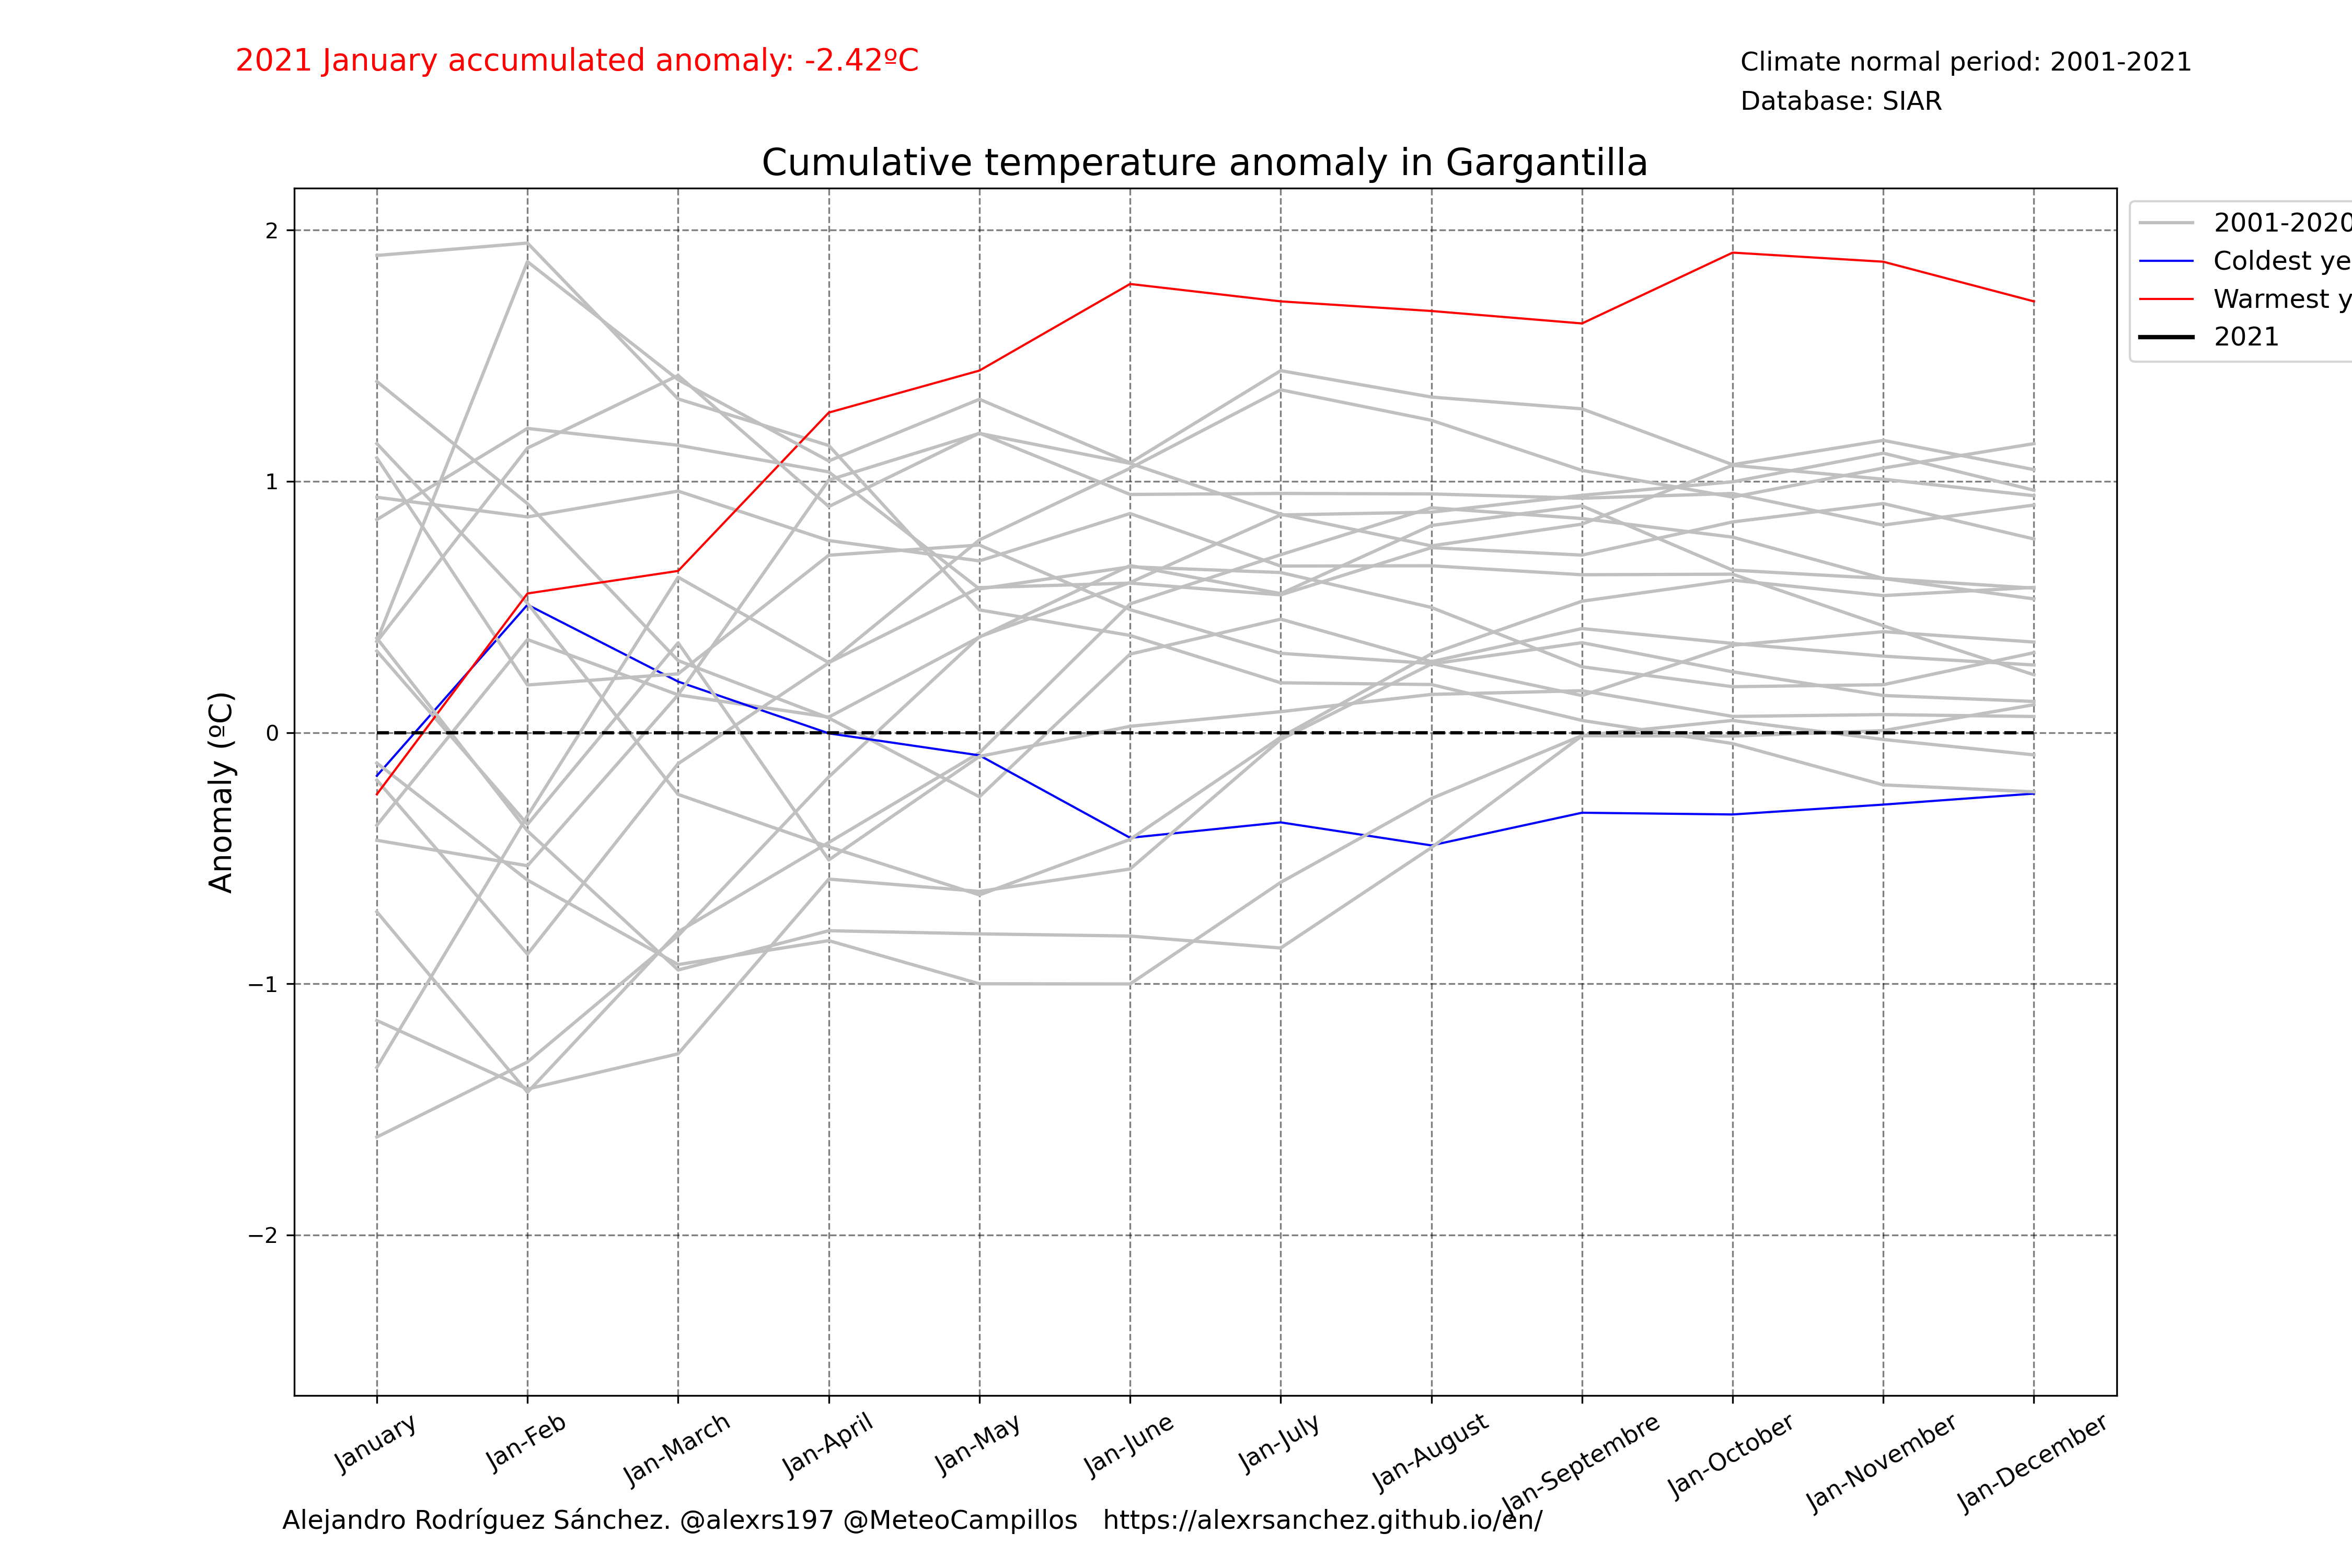 2021 January accumulated anomaly: -2.42ºC
Climate normal period: 2001-2021
Database: SIAR
Cumulative temperature anomaly in Gargantilla
2001-2020
Coldest ye
Warmest y
2021
Anomaly (ºC)
2
1
0
−1
−2
January
Jan-Feb
Jan-March
Jan-April
Jan-May
Jan-June
Jan-July
Jan-August
Jan-Septembre
Jan-October
Jan-November
Jan-December
Alejandro Rodríguez Sánchez. @alexrs197 @MeteoCampillos https://alexrsanchez.github.io/en/